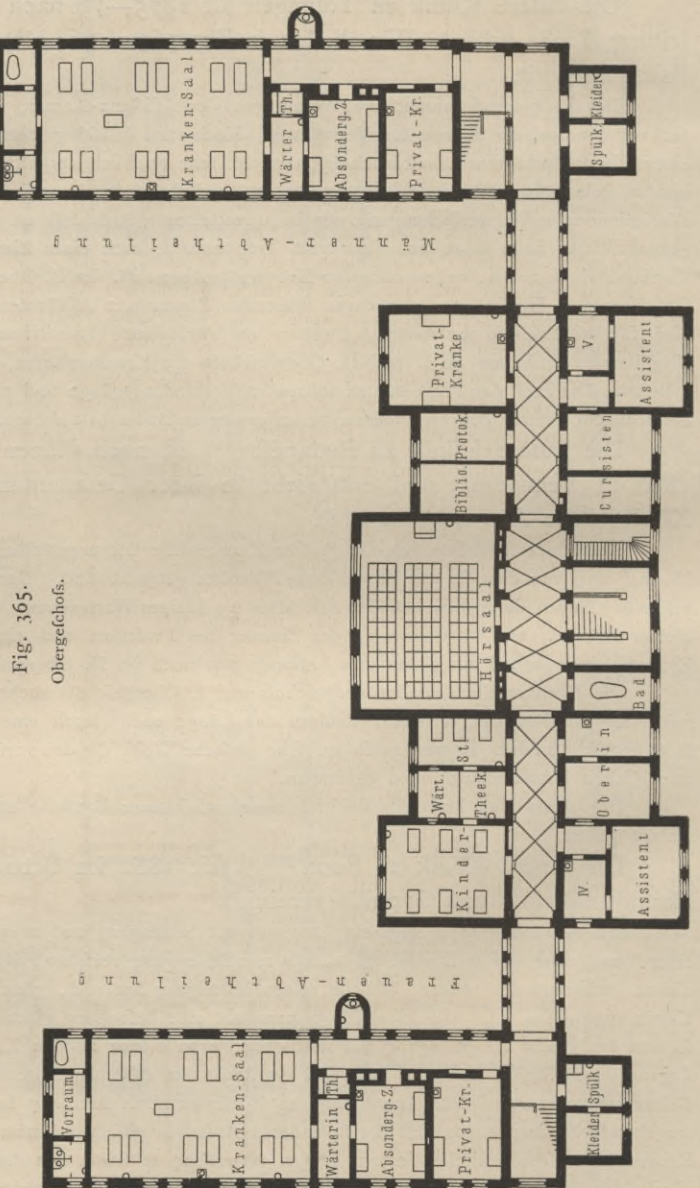 Fig. 365.
Obergeſchoſs.
Männer-Abtheilung
Kranken-Saal
Wärter
Th.
Absonderg.-Z.
Privat-Kr.
Spülk.
Kleider
Privat-
Kranke
Biblio.
Protok.
Hörsaal
V.
Assistent
Cursisten
Bad
St
Wärt.
Theek.
Kinder-
Oberin
IV.
Assistent
Frauen-Abtheilung
Vorraum
Kranken-Saal
Wärterin
Th.
Absonderg.-Z.
Privat-Kr.
Kleider
Spülk